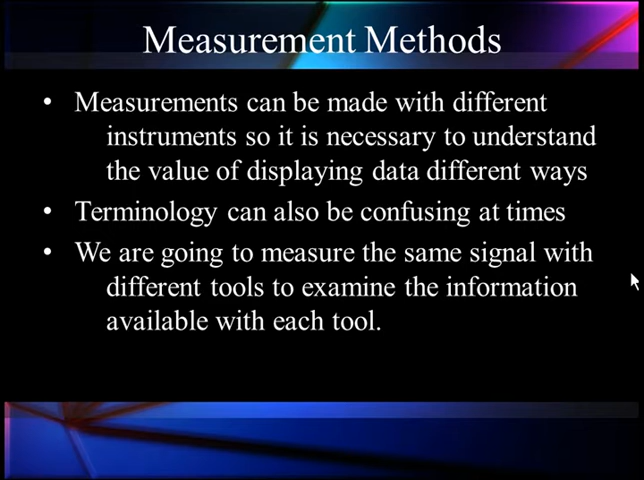 Measurement Methods
• Measurements can be made with different
instruments so it is necessary to understand
the value of displaying data different ways
• Terminology can also be confusing at times
• We are going to measure the same signal with
different tools to examine the information
available with each tool.